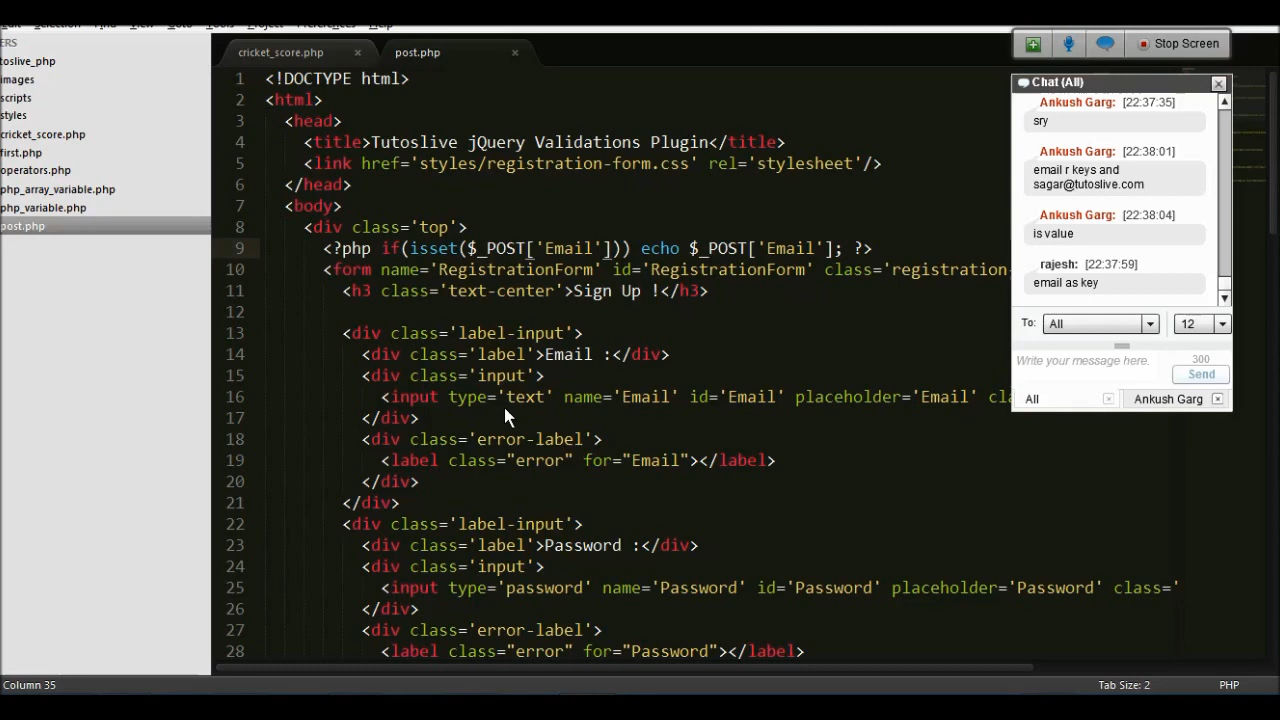 Edit Selection Find View Goto Tools Project Preferences Help
ERS
toslive_php
images
scripts
styles
cricket_score.php
first.php
operators.php
php_array_variable.php
php_variable.php
post.php
cricket_score.php × post.php ×
1 <!DOCTYPE html>
2 <html>
3 <head>
4 <title>Tutoslive jQuery Validations Plugin</title>
5 <link href='styles/registration-form.css' rel='stylesheet'/>
6 </head>
7 <body>
8 <div class='top'>
9 <?php if(isset($_POST['Email'])) echo $_POST['Email']; ?>
10 <form name='RegistrationForm' id='RegistrationForm' class='registration-
11 <h3 class='text-center'>Sign Up !</h3>
12
13 <div class='label-input'>
14 <div class='label'>Email :</div>
15 <div class='input'>
16 <input type='text' name='Email' id='Email' placeholder='Email' cl
17 </div>
18 <div class='error-label'>
19 <label class="error" for="Email"></label>
20 </div>
21 </div>
22 <div class='label-input'>
23 <div class='label'>Password :</div>
24 <div class='input'>
25 <input type='password' name='Password' id='Password' placeholder='Password' class='
26 </div>
27 <div class='error-label'>
28 <label class="error" for="Password"></label>
Column 35
Tab Size: 2 PHP
Stop Screen
Chat (All)
Ankush Garg: [22:37:35]
sry
Ankush Garg: [22:38:01]
email r keys and
sagar@tutoslive.com
Ankush Garg: [22:38:04]
is value
rajesh: [22:37:59]
email as key
To: All 12
Write your message here. 300
Send
All Ankush Garg